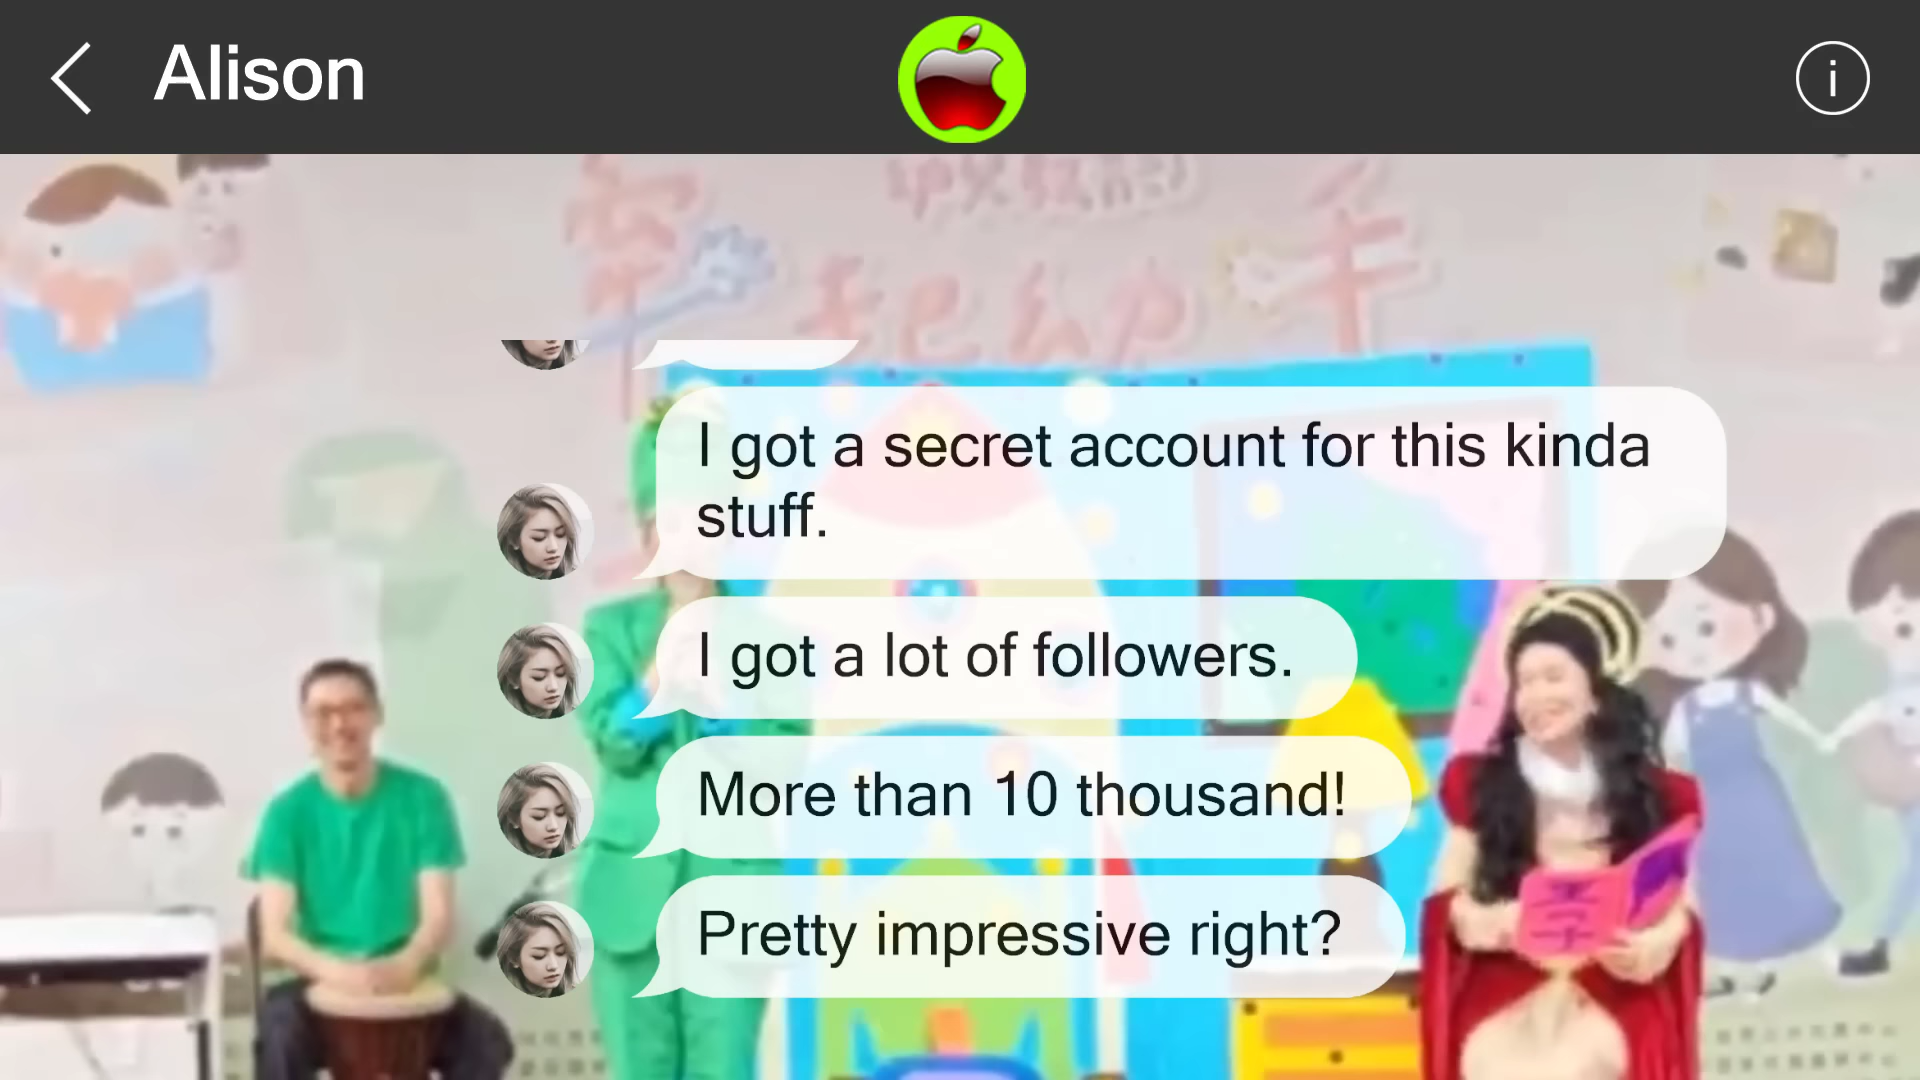 Alison
i
I got a secret account for this kinda
stuff.
I got a lot of followers.
More than 10 thousand!
Pretty impressive right?